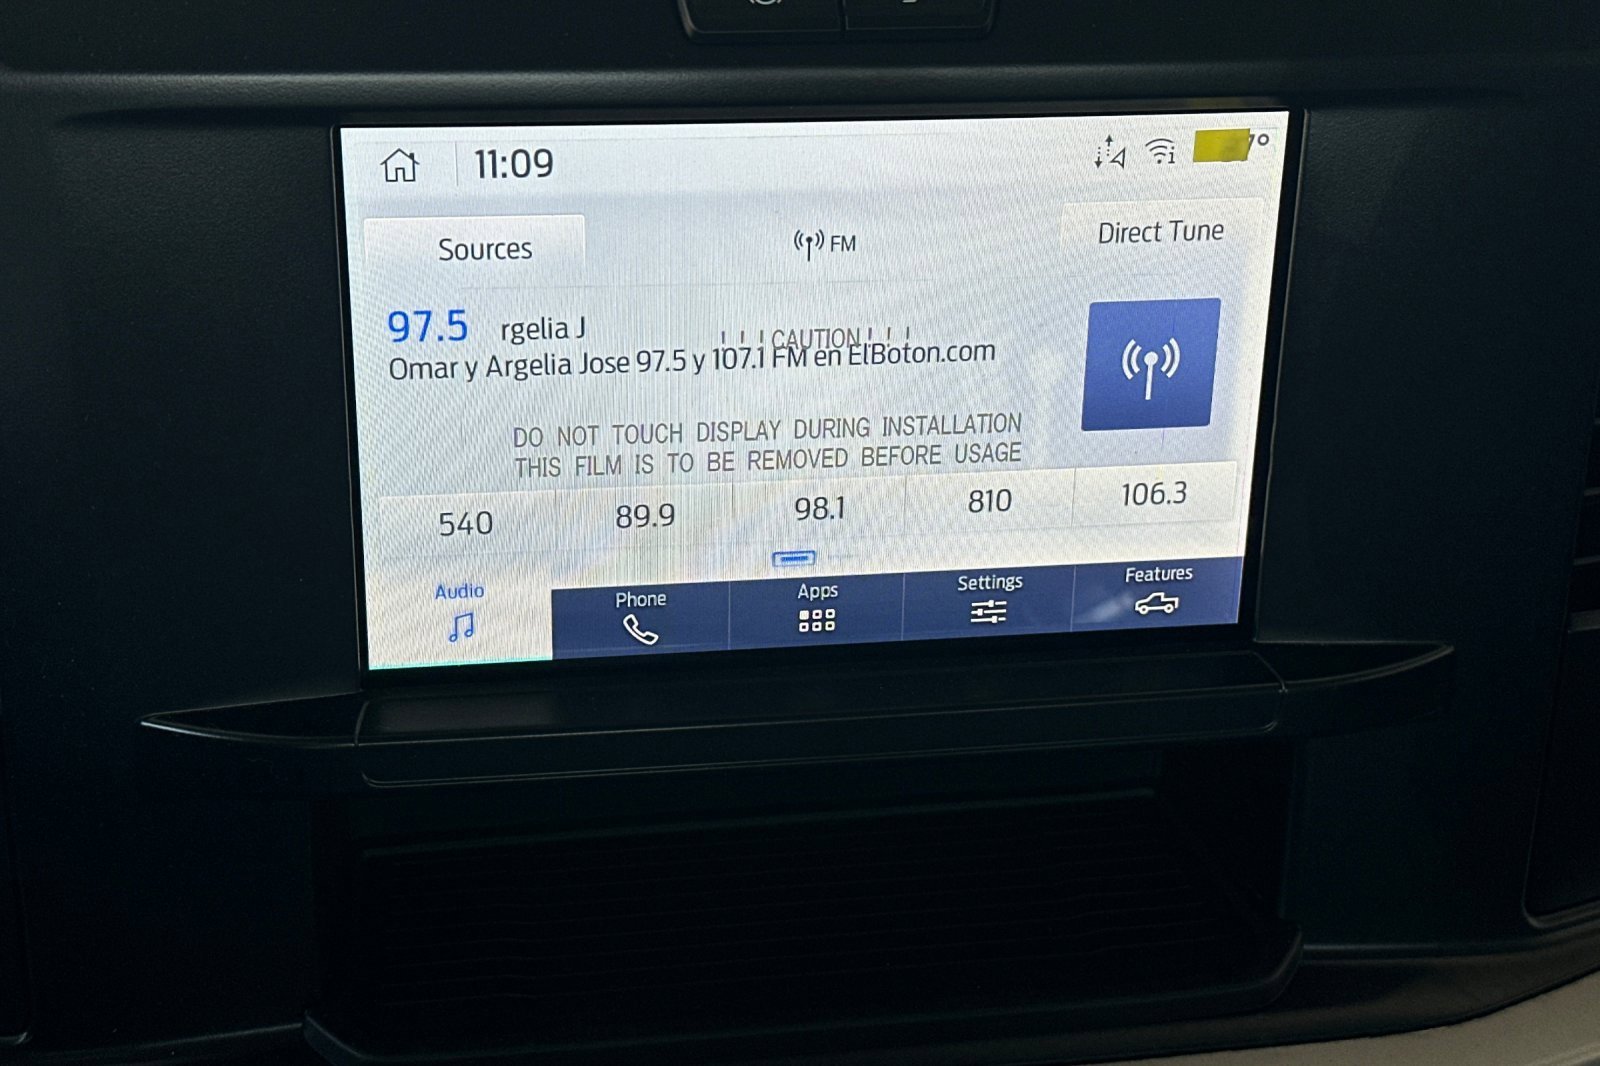 11:09
Sources
FM
Direct Tune
97.5 rgelia J
! ! ! CAUTION ! ! !
Omar y Argelia Jose 97.5 y 107.1 FM en ElBoton.com
DO NOT TOUCH DISPLAY DURING INSTALLATION
THIS FILM IS TO BE REMOVED BEFORE USAGE
540 89.9 98.1 810 106.3
Audio Phone Apps Settings Features